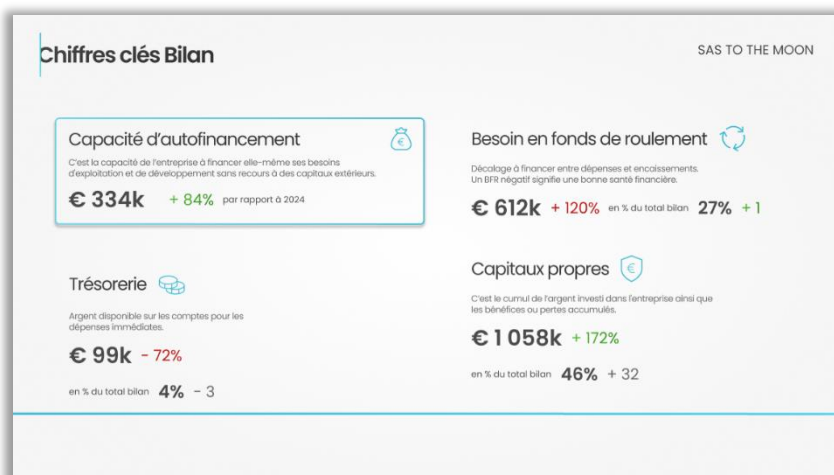 Chiffres clés Bilan
SAS TO THE MOON
Capacité d'autofinancement
C'est la capacité de l'entreprise à financer elle-même ses besoins
d'exploitation et de développement sans recours à des capitaux extérieurs.
€ 334k + 84% par rapport à 2024
Besoin en fonds de roulement
Décalage à financer entre dépenses et encaissements.
Un BFR négatif signifie une bonne santé financière.
€ 612k + 120% en % du total bilan 27% + 1
Trésorerie
Argent disponible sur les comptes pour les
dépenses immédiates.
€ 99k - 72%
en % du total bilan 4% - 3
Capitaux propres
C'est le cumul de l'argent investi dans l'entreprise ainsi que
les bénéfices ou pertes accumulés.
€ 1 058k + 172%
en % du total bilan 46% + 32